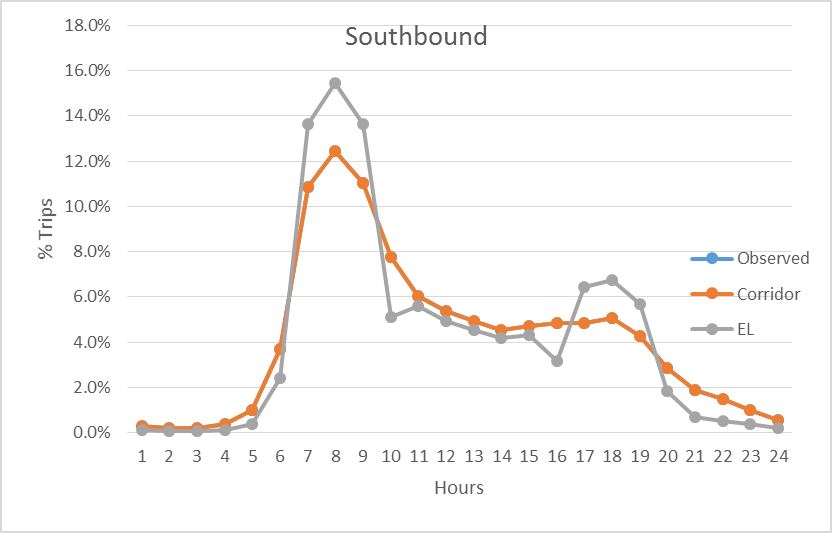 Southbound
18.0%
16.0%
14.0%
12.0%
10.0%
8.0%
6.0%
4.0%
2.0%
0.0%
% Trips
1 2 3 4 5 6 7 8 9 10 11 12 13 14 15 16 17 18 19 20 21 22 23 24
Hours
Observed
Corridor
EL